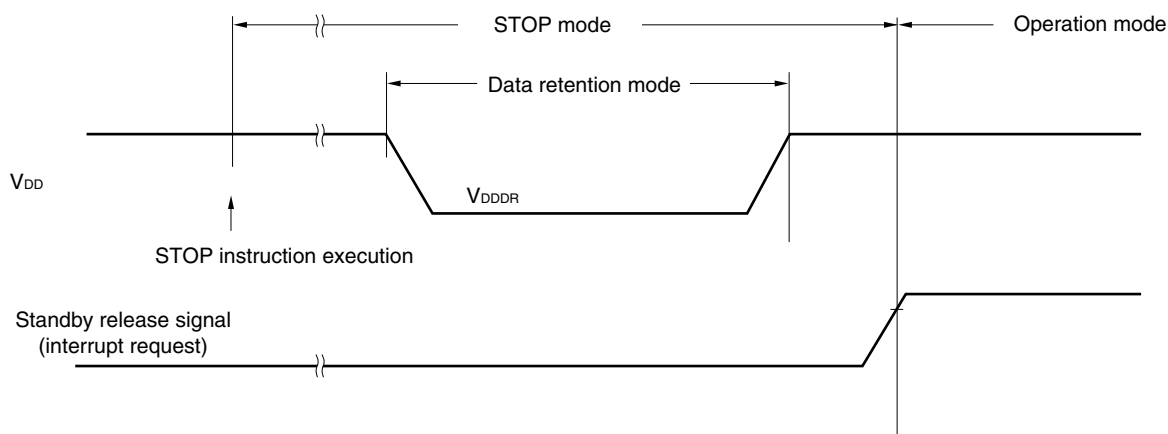 STOP mode
Operation mode
Data retention mode
VDD
VDDDR
STOP instruction execution
Standby release signal
(interrupt request)